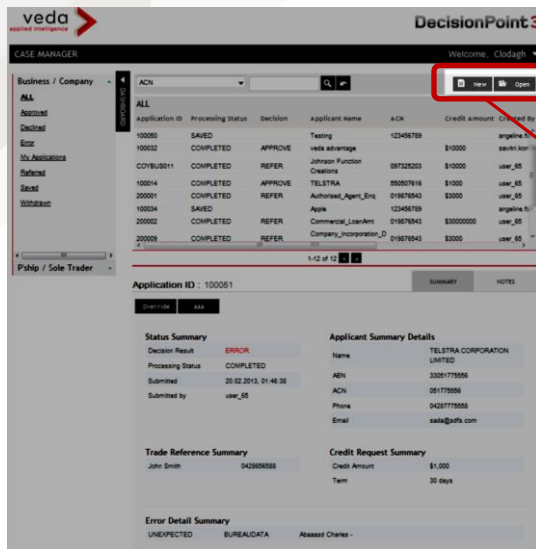 veda
applied intelligence
DecisionPoint 3
CASE MANAGER Welcome, Clodagh
Business / Company
ALL
Approved
Declined
Error
My Applications
Referred
Saved
Withdrawn
P'ship / Sole Trader
DASHBOARD
ACN New Open
ALL
Application ID Processing Status Decision Applicant Name ACN Credit Amount Created By
100050 SAVED Testing 123456789
100032 COMPLETED APPROVE veda advantage $10000
COYBUS011 COMPLETED REFER Johnson Function Creations 097325203 $10000 user_65
100014 COMPLETED APPROVE TELSTRA $1000 user_65
200001 COMPLETED REFER Authorised_Agent_Enq 019876543 $3000 user_65
100034 SAVED Apple 123456789
200002 COMPLETED REFER Commercial_LoanAmt 019876543 $30000000 user_65
200009 COMPLETED REFER Company_Incorporation_D 019876543 $3000 user_65
1-12 of 12
Application ID : 100051 SUMMARY NOTES
Override
Status Summary
Decision Result ERROR
Processing Status COMPLETED
Submitted 20.02.2013, 01:46:38
Submitted by user_65
Applicant Summary Details
Name TELSTRA CORPORATION LIMITED
ABN 33051775556
ACN 051775556
Phone
Email sada@sdfs.com
Trade Reference Summary
John Smith
Credit Request Summary
Credit Amount $1,000
Term 30 days
Error Detail Summary
UNEXPECTED BUREAUDATA Charles -